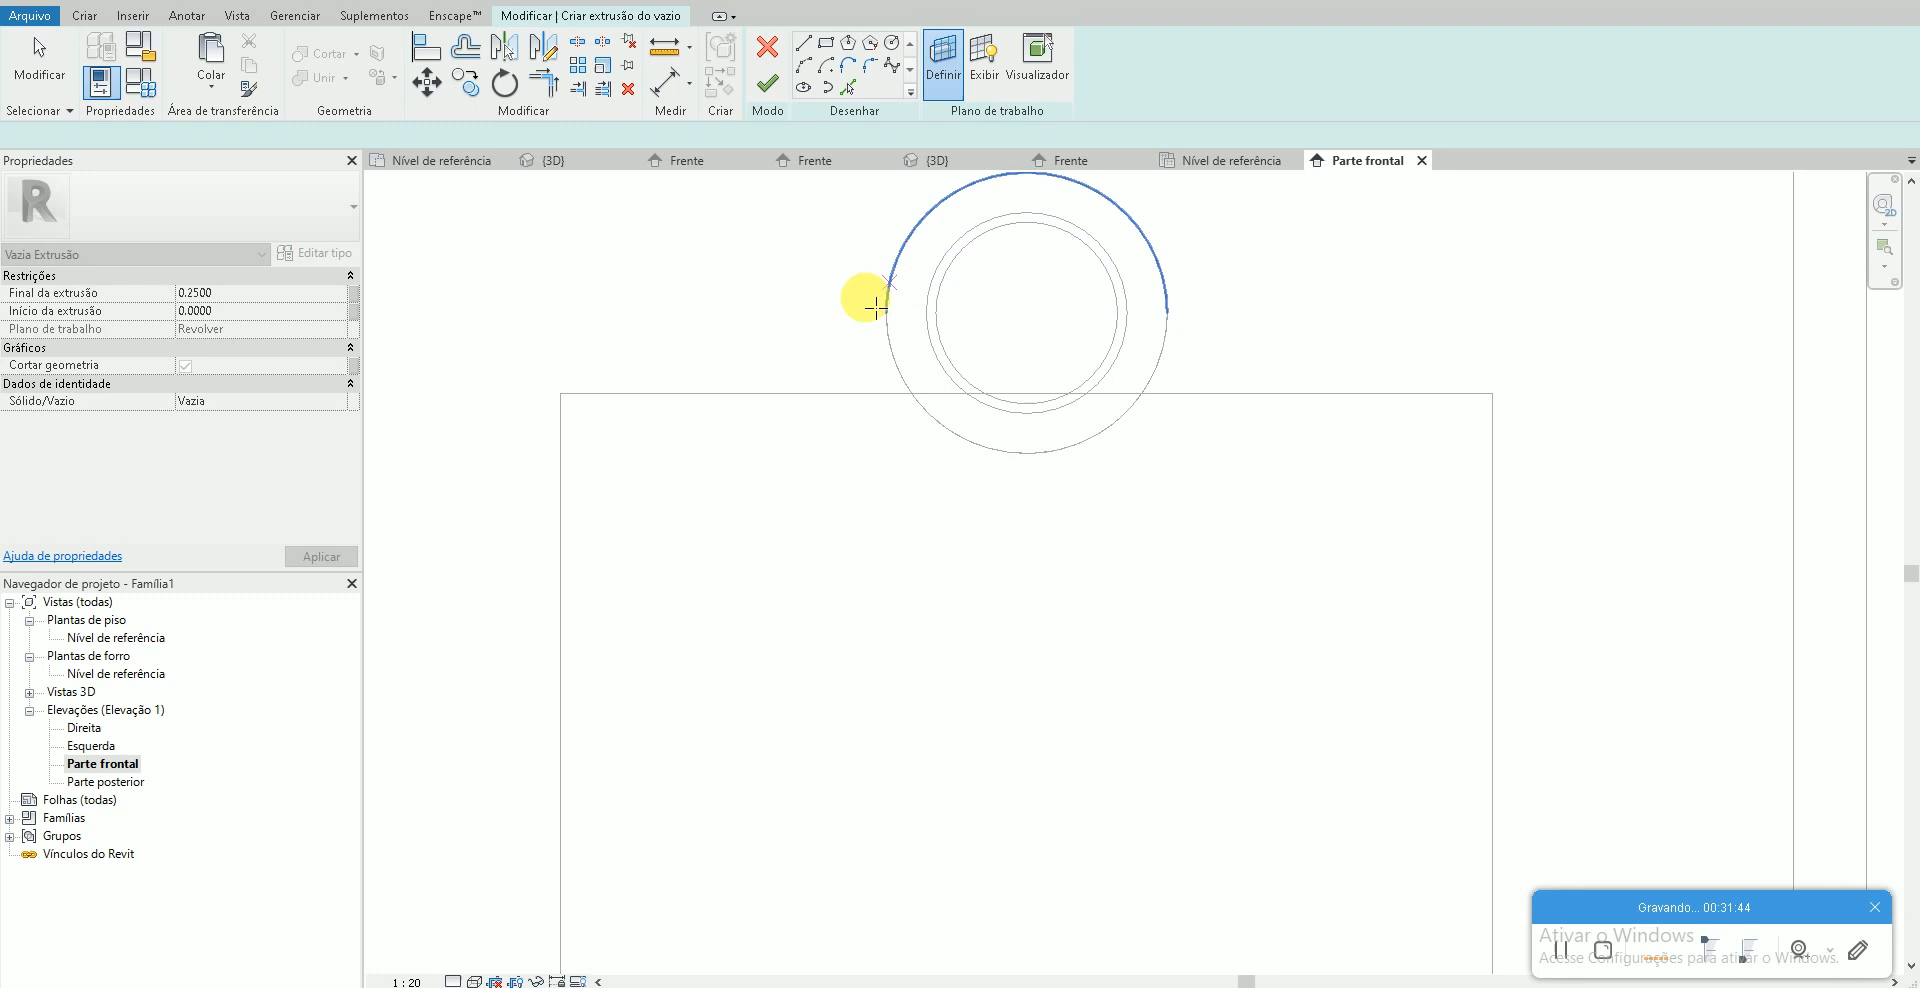 Arquivo Criar Inserir Anotar Vista Gerenciar Suplementos Enscape™ Modificar | Criar extrusão do vazio
Modificar Colar Cortar Unir Definir Exibir Visualizador
Selecionar Propriedades Área de transferência Geometria Modificar Medir Criar Modo Desenhar Plano de trabalho
Propriedades
Nível de referência {3D} Frente Frente {3D} Frente Nível de referência Parte frontal
R
2D
Vazia Extrusão Editar tipo
Restrições
Final da extrusão 0.2500
Início da extrusão 0.0000
Plano de trabalho Revolver
Gráficos
Cortar geometria
Dados de identidade
Sólido/Vazio Vazia
Ajuda de propriedades Aplicar
Navegador de projeto - Família1
Vistas (todas)
Plantas de piso
Nível de referência
Plantas de forro
Nível de referência
Vistas 3D
Elevações (Elevação 1)
Direita
Esquerda
Parte frontal
Parte posterior
Folhas (todas)
Famílias
Grupos
Vínculos do Revit
1 : 20
Gravando... 00:31:44
Ativar o Windows
Acesse Configurações para ativar o Windows.